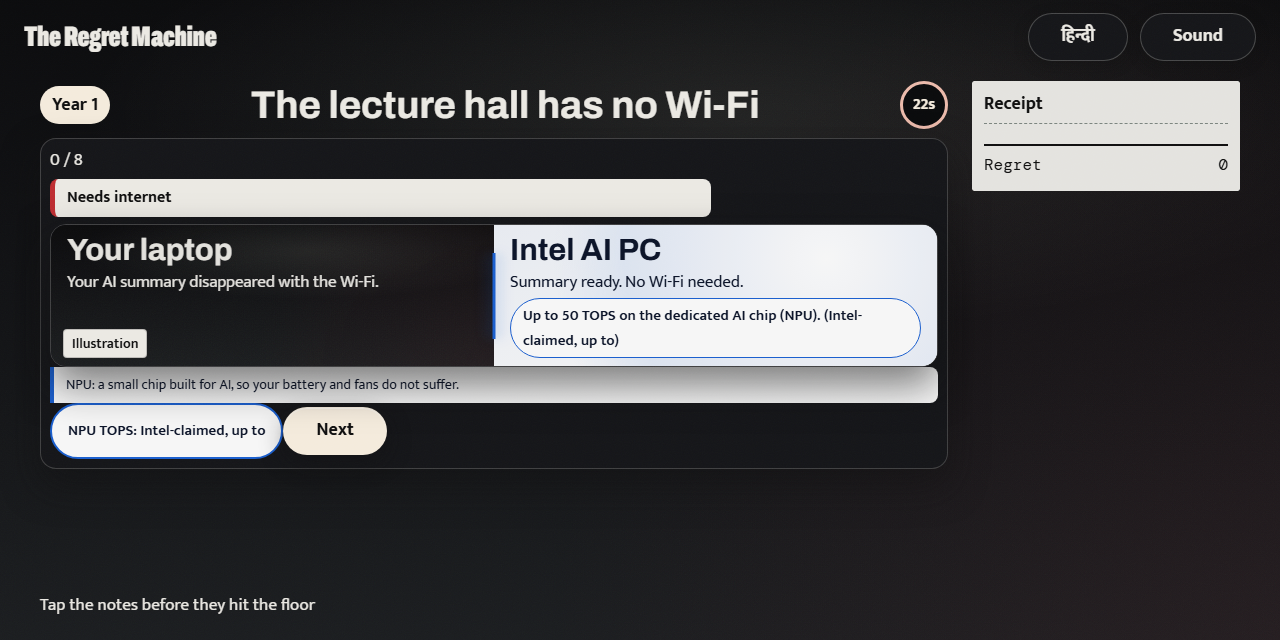 The Regret Machine
हिन्दी
Sound
Year 1
The lecture hall has no Wi-Fi
22s
Receipt
Regret 0
0 / 8
Needs internet
Your laptop
Your AI summary disappeared with the Wi-Fi.
Illustration
Intel AI PC
Summary ready. No Wi-Fi needed.
Up to 50 TOPS on the dedicated AI chip (NPU). (Intel-
claimed, up to)
NPU: a small chip built for AI, so your battery and fans do not suffer.
NPU TOPS: Intel-claimed, up to
Next
Tap the notes before they hit the floor